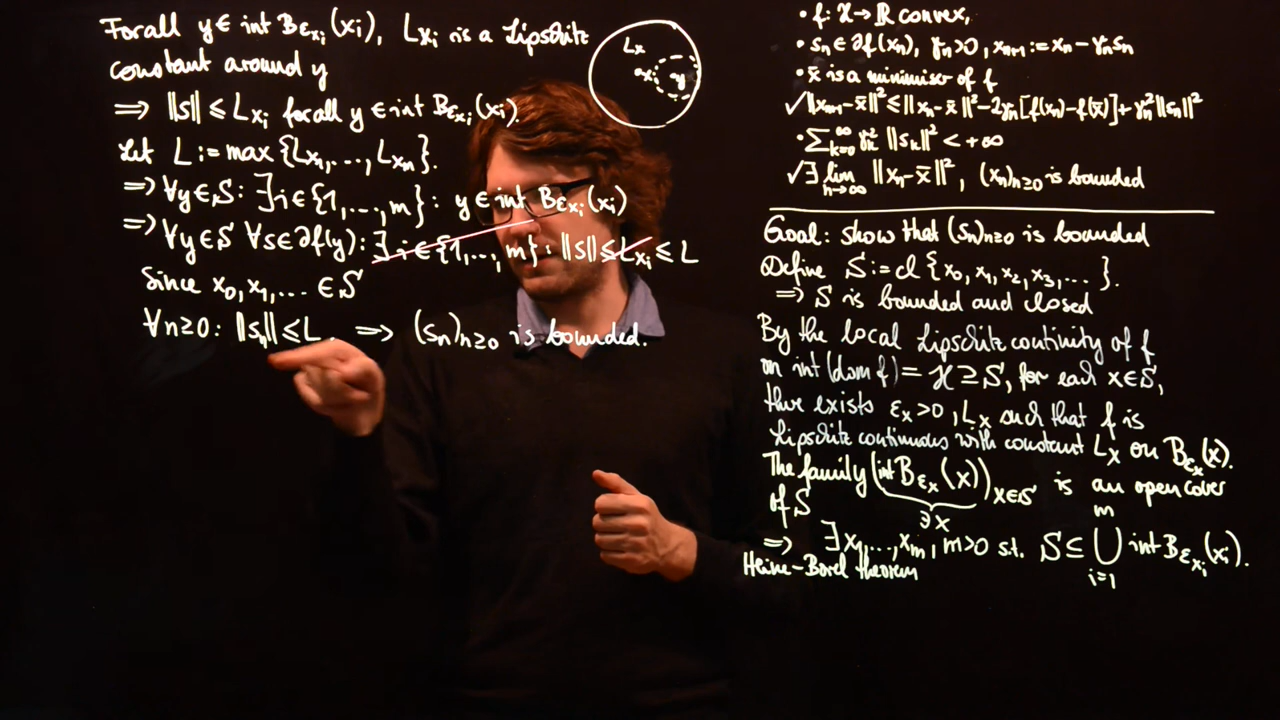 For all y ∈ int B_{ε_{x_i}}(x_i), L_{x_i} is a Lipschitz
constant around y
⟹ ||s|| ≤ L_{x_i} for all y ∈ int B_{ε_{x_i}}(x_i).
Let L := max {L_{x_1}, ..., L_{x_m}}.
⟹ ∀y∈S: ∃i∈{1,...,m}: y∈int B_{ε_{x_i}}(x_i)
⟹ ∀y∈S ∀s∈∂f(y): ∃i∈{1,...,m}: ||s|| ≤ L_{x_i} ≤ L
Since x_0, x_1, ... ∈ S
∀n≥0: ||s_n|| ≤ L. ⟹ (s_n)_{n≥0} is bounded.
L_x
x
y
• f: X → ℝ convex,
• s_n ∈ ∂f(x_n), γ_n > 0, x_{n+1} := x_n − γ_n s_n
• x̄ is a minimiser of f
✓ ||x_{n+1} − x̄||² ≤ ||x_n − x̄||² − 2γ_n[f(x_n) − f(x̄)] + γ_n² ||s_n||²
• ∑_{k=0}^∞ γ_k² ||s_k||² < +∞
✓ ∃ lim_{n→∞} ||x_n − x̄||², (x_n)_{n≥0} is bounded
Goal: show that (s_n)_{n≥0} is bounded
Define S := cl {x_0, x_1, x_2, x_3, ... }.
⟹ S is bounded and closed
By the local Lipschitz continuity of f
on int(dom f) = X ⊇ S, for each x∈S,
there exists ε_x > 0, L_x such that f is
Lipschitz continuous with constant L_x on B_{ε_x}(x).
The family (int B_{ε_x}(x))_{x∈S} is an open cover
∋x
of S
⟹ ∃ x_1, ..., x_m, m>0 s.t. S ⊆ ⋃_{i=1}^m int B_{ε_{x_i}}(x_i).
Heine-Borel theorem